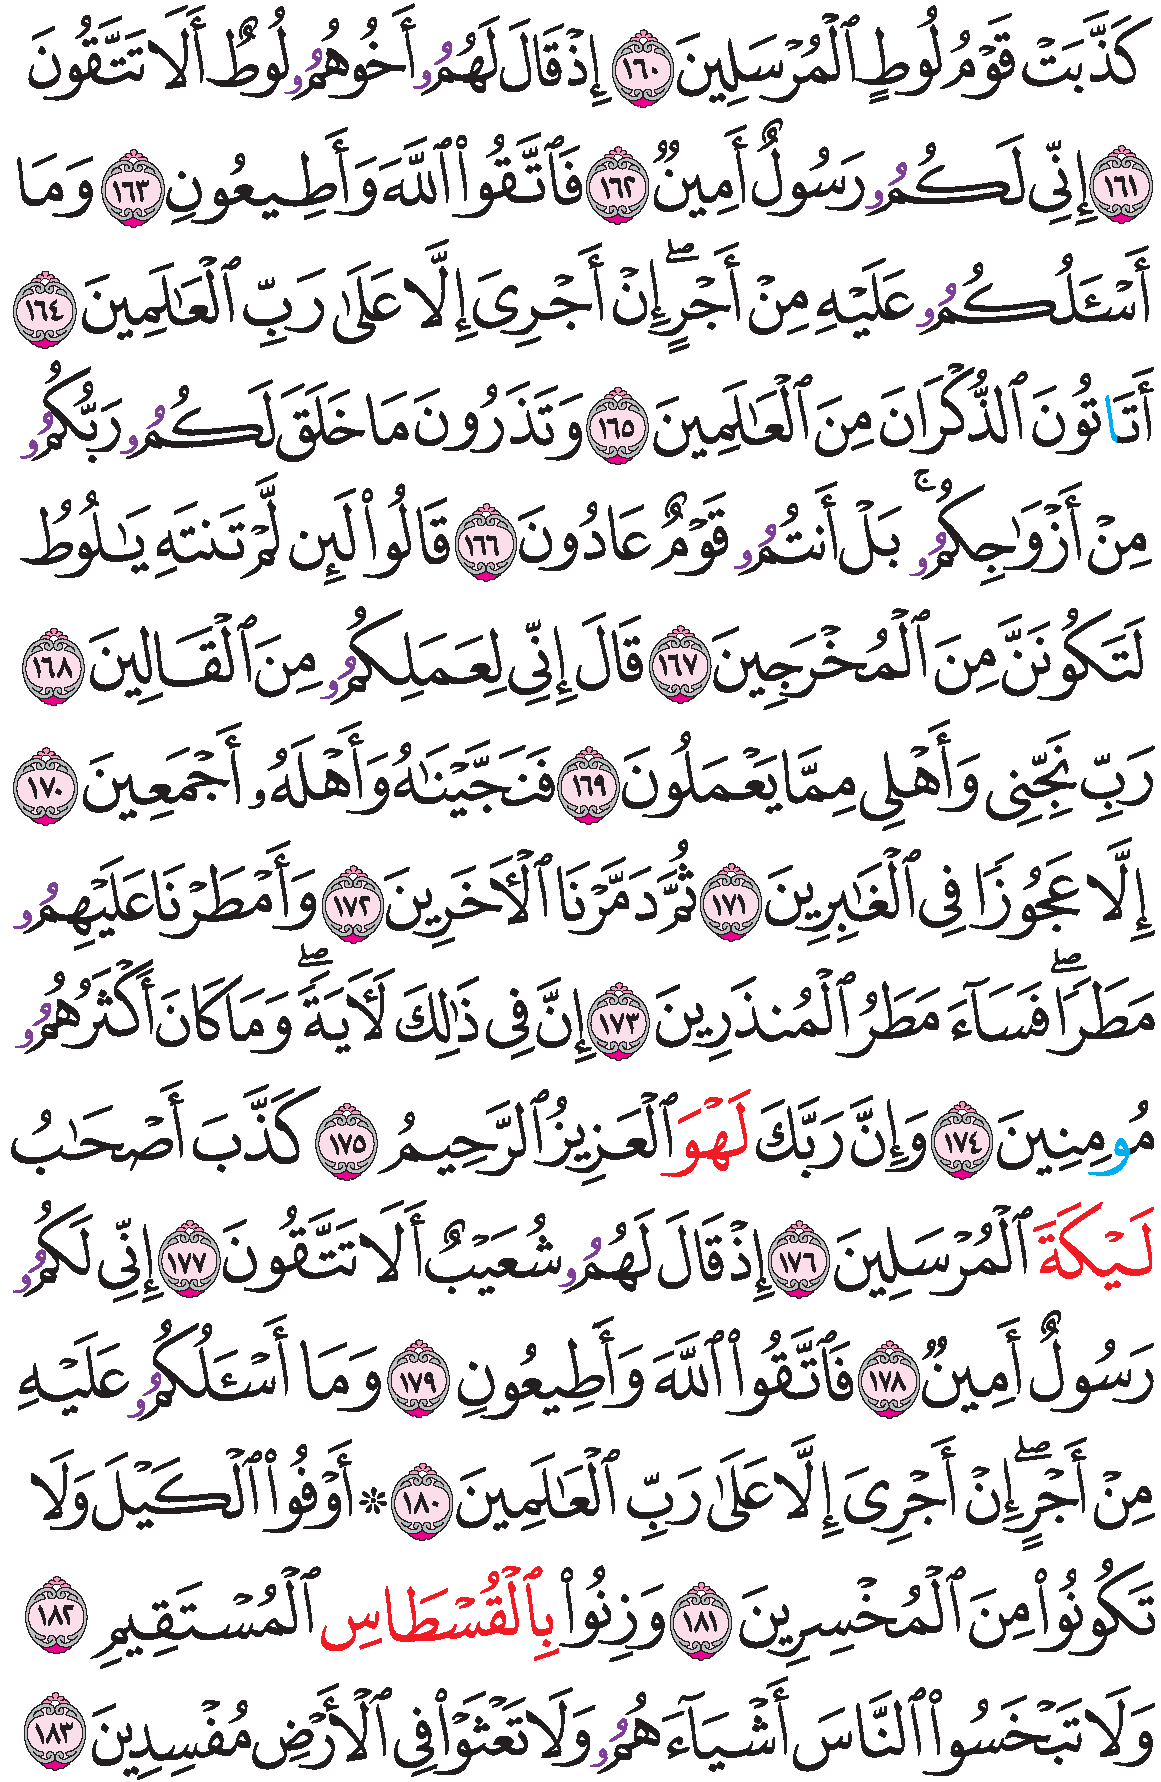 كَذَّبَتْ قَوْمُ لُوطٍ ٱلْمُرْسَلِينَ ١٦٠ إِذْ قَالَ لَهُمُۥ أَخُوهُمُۥ لُوطٌ أَلَا تَتَّقُونَ
١٦١ إِنِّى لَكُمُۥ رَسُولٌ أَمِينٌ ١٦٢ فَٱتَّقُوا۟ ٱللَّهَ وَأَطِيعُونِ ١٦٣ وَمَا
أَسْـَٔلُكُمُۥ عَلَيْهِ مِنْ أَجْرٍ ۖ إِنْ أَجْرِىَ إِلَّا عَلَىٰ رَبِّ ٱلْعَـٰلَمِينَ ١٦٤
أَتَاتُونَ ٱلذُّكْرَانَ مِنَ ٱلْعَـٰلَمِينَ ١٦٥ وَتَذَرُونَ مَا خَلَقَ لَكُمُۥ رَبُّكُمُۥ
مِنْ أَزْوَٰجِكُمُۥ ۚ بَلْ أَنتُمُۥ قَوْمٌ عَادُونَ ١٦٦ قَالُوا۟ لَئِن لَّمْ تَنتَهِ يَـٰلُوطُ
لَتَكُونَنَّ مِنَ ٱلْمُخْرَجِينَ ١٦٧ قَالَ إِنِّى لِعَمَلِكُمُۥ مِنَ ٱلْقَالِينَ ١٦٨
رَبِّ نَجِّنِى وَأَهْلِى مِمَّا يَعْمَلُونَ ١٦٩ فَنَجَّيْنَـٰهُ وَأَهْلَهُۥ أَجْمَعِينَ ١٧٠
إِلَّا عَجُوزًا فِى ٱلْغَـٰبِرِينَ ١٧١ ثُمَّ دَمَّرْنَا ٱلْـَٔاخَرِينَ ١٧٢ وَأَمْطَرْنَا عَلَيْهِمُۥ
مَطَرًا ۖ فَسَآءَ مَطَرُ ٱلْمُنذَرِينَ ١٧٣ إِنَّ فِى ذَٰلِكَ لَـَٔايَةً ۖ وَمَا كَانَ أَكْثَرُهُمُۥ
مُومِنِينَ ١٧٤ وَإِنَّ رَبَّكَ لَهْوَ ٱلْعَزِيزُ ٱلرَّحِيمُ ١٧٥ كَذَّبَ أَصْحَـٰبُ
لَيْكَةَ ٱلْمُرْسَلِينَ ١٧٦ إِذْ قَالَ لَهُمُۥ شُعَيْبٌ أَلَا تَتَّقُونَ ١٧٧ إِنِّى لَكُمُۥ
رَسُولٌ أَمِينٌ ١٧٨ فَٱتَّقُوا۟ ٱللَّهَ وَأَطِيعُونِ ١٧٩ وَمَا أَسْـَٔلُكُمُۥ عَلَيْهِ
مِنْ أَجْرٍ ۖ إِنْ أَجْرِىَ إِلَّا عَلَىٰ رَبِّ ٱلْعَـٰلَمِينَ ١٨٠ ۞ أَوْفُوا۟ ٱلْكَيْلَ وَلَا
تَكُونُوا۟ مِنَ ٱلْمُخْسِرِينَ ١٨١ وَزِنُوا۟ بِٱلْقُسْطَاسِ ٱلْمُسْتَقِيمِ ١٨٢
وَلَا تَبْخَسُوا۟ ٱلنَّاسَ أَشْيَآءَهُمُۥ وَلَا تَعْثَوْا۟ فِى ٱلْأَرْضِ مُفْسِدِينَ ١٨٣